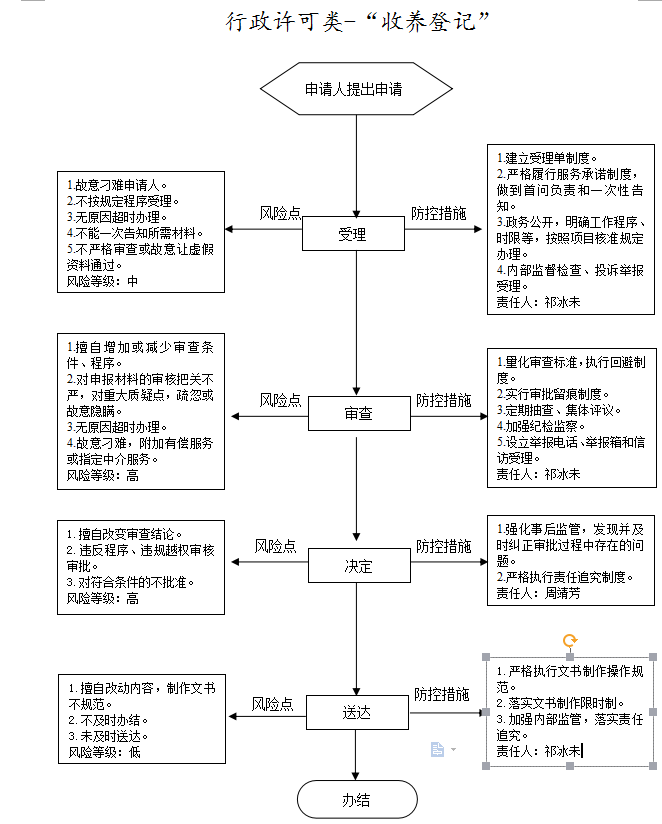 行政许可类-“收养登记”
申请人提出申请
1.故意刁难申请人。
2.不按规定程序受理。
3.无原因超时办理。
4.不能一次告知所需材料。
5.不严格审查或故意让虚假
资料通过。
风险等级：中
风险点
受理
防控措施
1.建立受理单制度。
2.严格履行服务承诺制度，
做到首问负责和一次性告
知。
3.政务公开，明确工作程序、
时限等，按照项目核准规定
办理。
4.内部监督检查、投诉举报
受理。
责任人：祁冰未
1.擅自增加或减少审查条
件、程序。
2.对申报材料的审核把关不
严，对重大质疑点，疏忽或
故意隐瞒。
3.无原因超时办理。
4.故意刁难，附加有偿服务
或指定中介服务。
风险等级：高
风险点
审查
防控措施
1.量化审查标准，执行回避制
度。
2.实行审批留痕制度。
3.定期抽查、集体评议。
4.加强纪检监察。
5.设立举报电话、举报箱和信
访受理。
责任人：祁冰未
1. 擅自改变审查结论。
2. 违反程序、违规越权审核
审批。
3. 对符合条件的不批准。
风险等级：高
风险点
决定
防控措施
1.强化事后监管，发现并及
时纠正审批过程中存在的问
题。
2.严格执行责任追究制度。
责任人：周靖芳
1. 擅自改动内容，制作文书
不规范。
2. 不及时办结。
3. 未及时送达。
风险等级：低
风险点
送达
防控措施
1. 严格执行文书制作操作规
范。
2. 落实文书制作限时制。
3. 加强内部监管，落实责任
追究。
责任人：祁冰未
办结